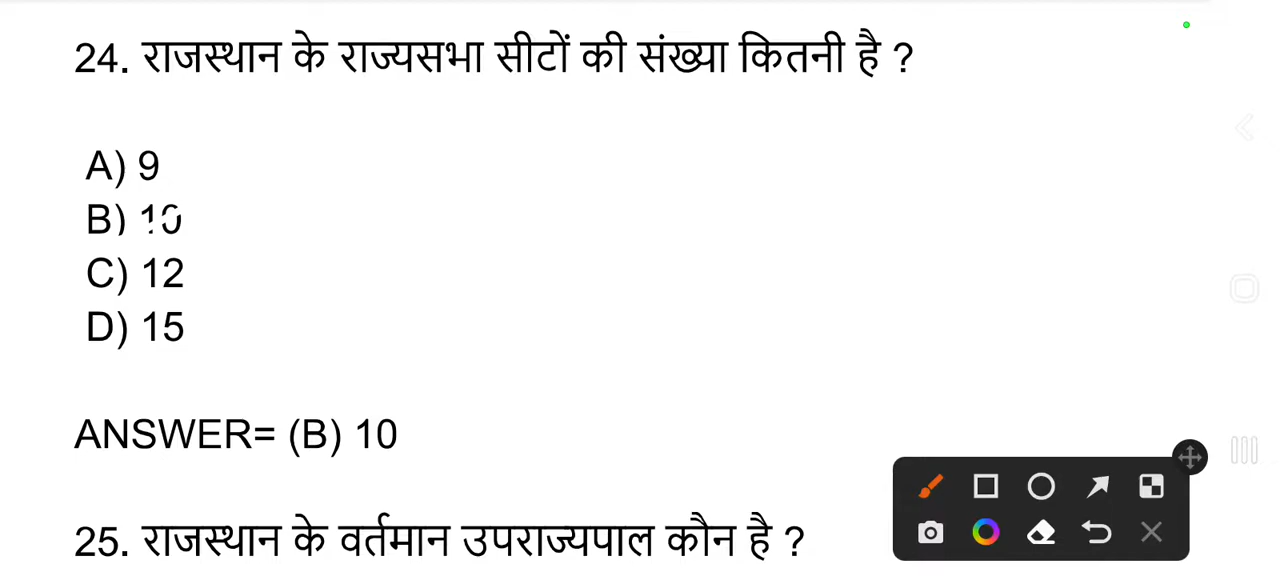 24. राजस्थान के राज्यसभा सीटों की संख्या कितनी है ?
A) 9
B) 10
C) 12
D) 15
ANSWER= (B) 10
25. राजस्थान के वर्तमान उपराज्यपाल कौन है ?